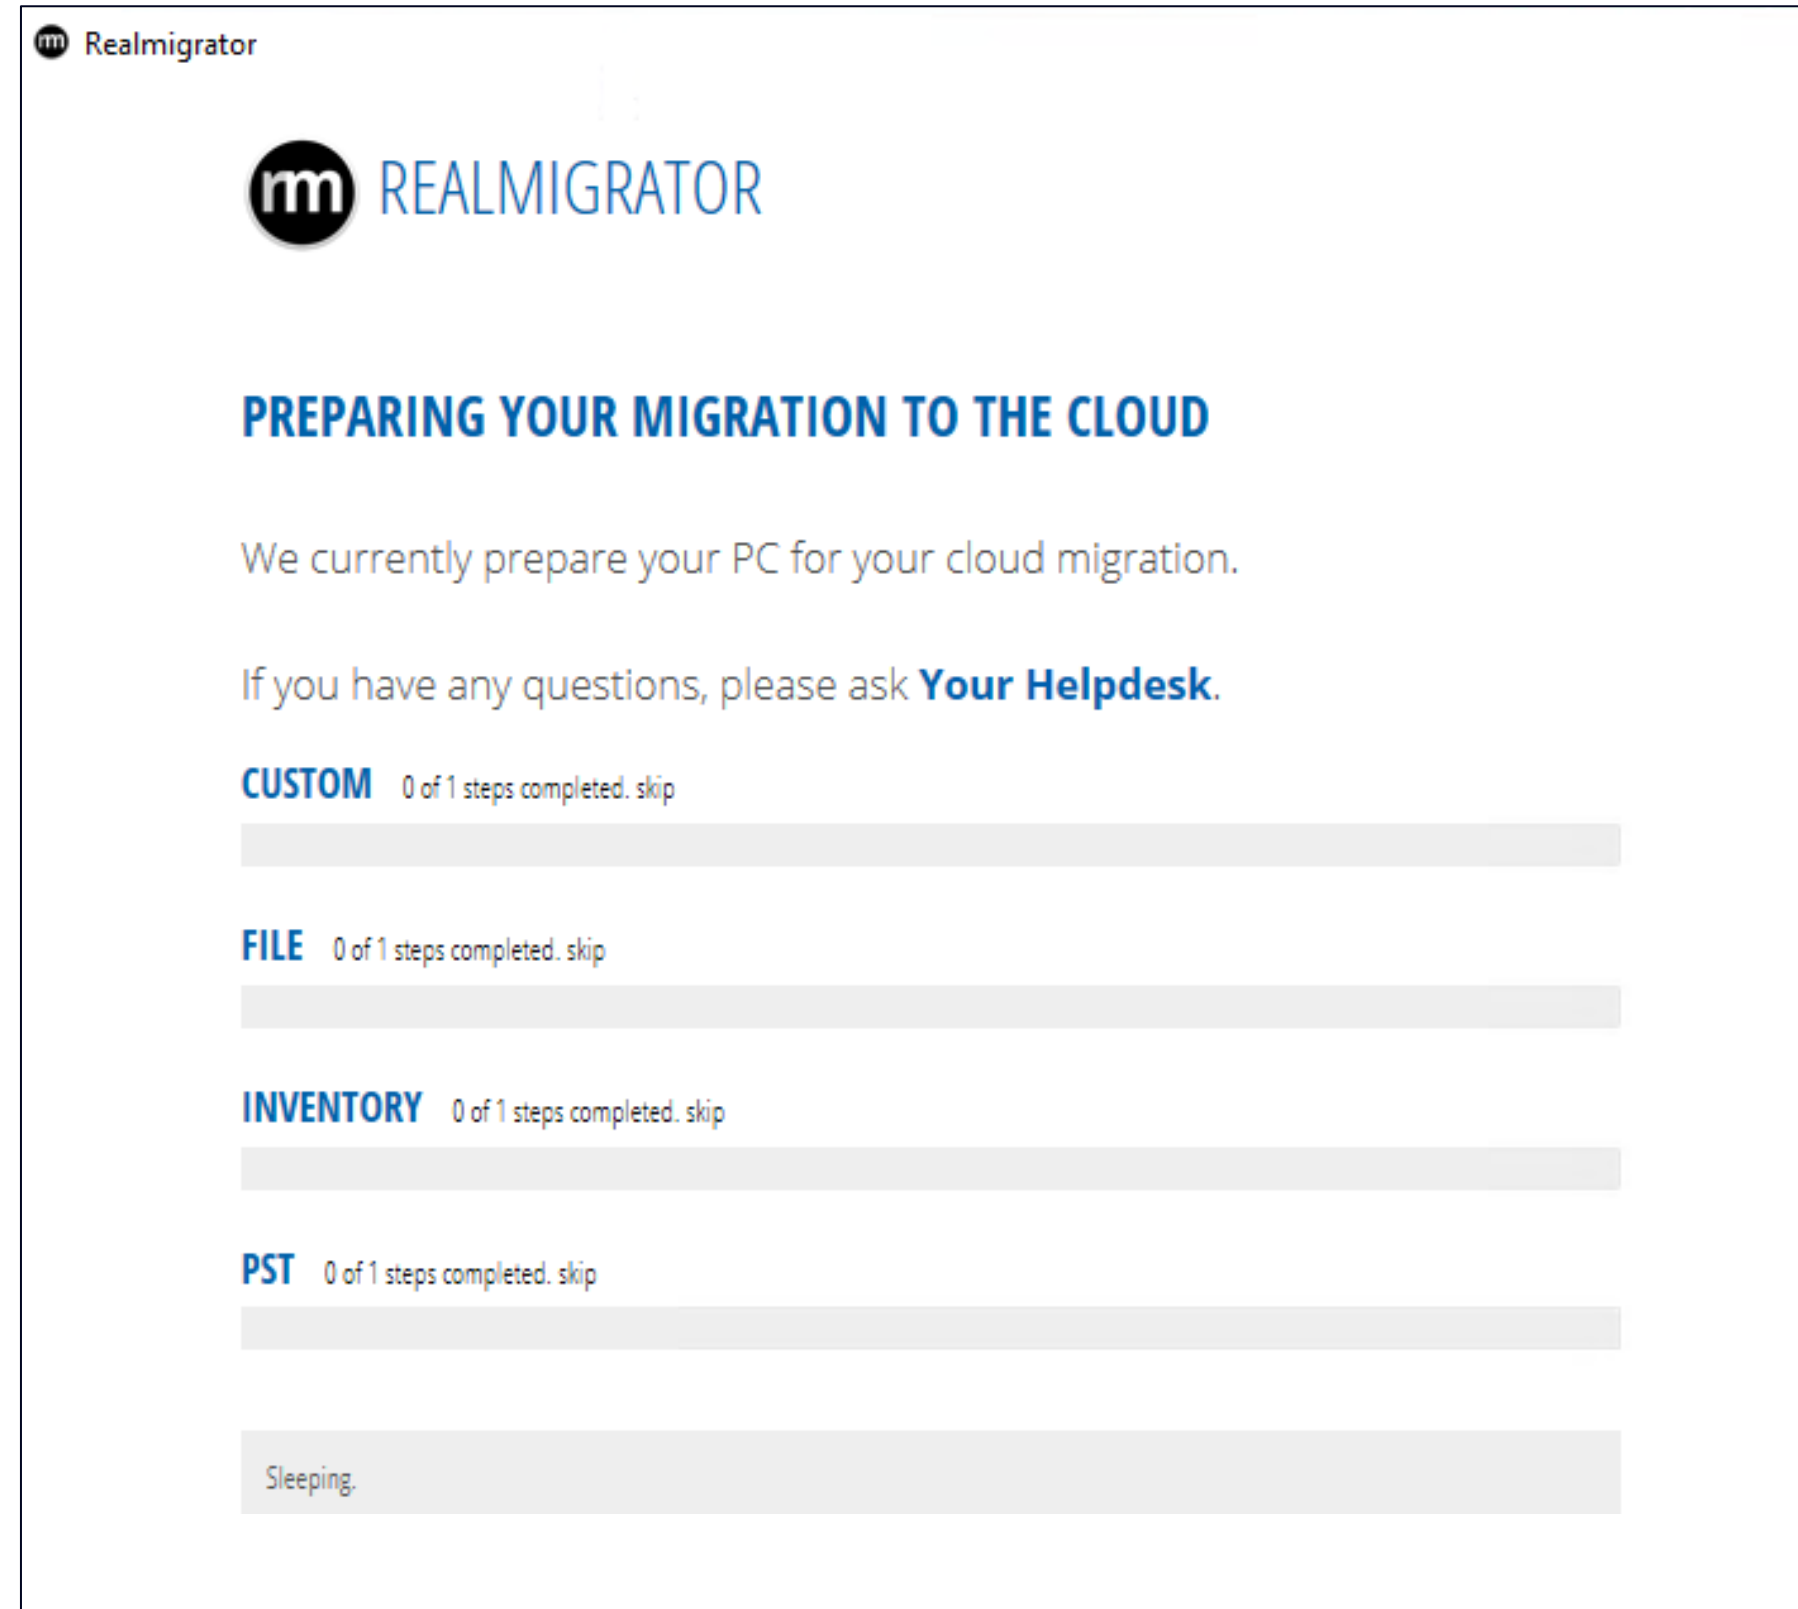 rm Realmigrator
rm REALMIGRATOR
PREPARING YOUR MIGRATION TO THE CLOUD
We currently prepare your PC for your cloud migration.
If you have any questions, please ask Your Helpdesk.
CUSTOM 0 of 1 steps completed. skip
FILE 0 of 1 steps completed. skip
INVENTORY 0 of 1 steps completed. skip
PST 0 of 1 steps completed. skip
Sleeping.